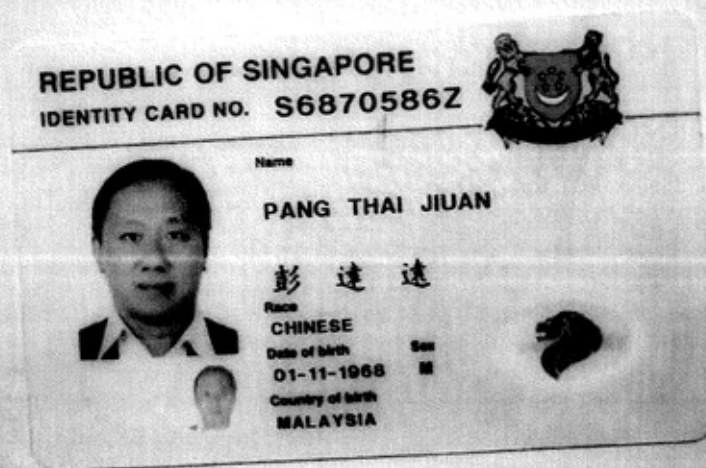 REPUBLIC OF SINGAPORE
IDENTITY CARD NO. S6870586Z
Name
PANG THAI JIUAN
彭 達 遠
Race
CHINESE
Date of birth Sex
01-11-1968 M
Country of birth
MALAYSIA